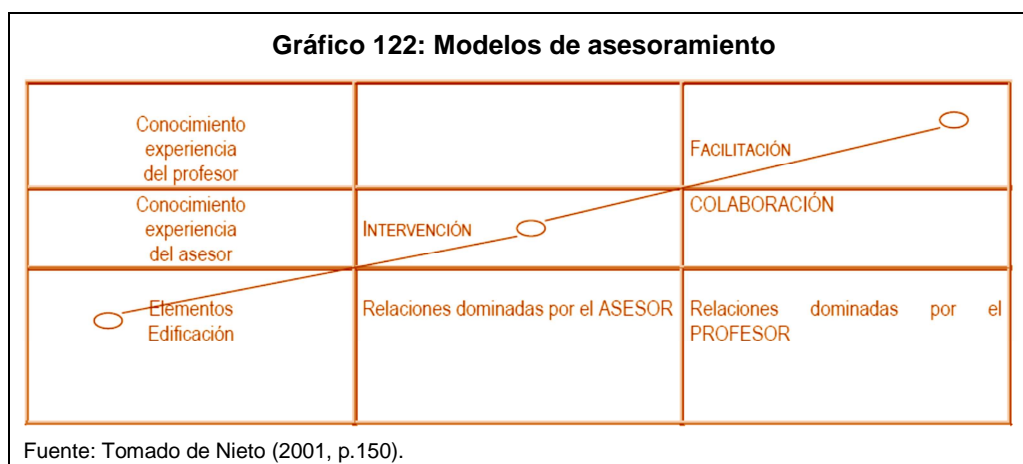 Gráfico 122: Modelos de asesoramiento
Conocimiento
experiencia
del profesor
FACILITACIÓN
Conocimiento
experiencia
del asesor
INTERVENCIÓN
COLABORACIÓN
Elementos
Edificación
Relaciones dominadas por el ASESOR
Relaciones dominadas por el
PROFESOR
Fuente: Tomado de Nieto (2001, p.150).